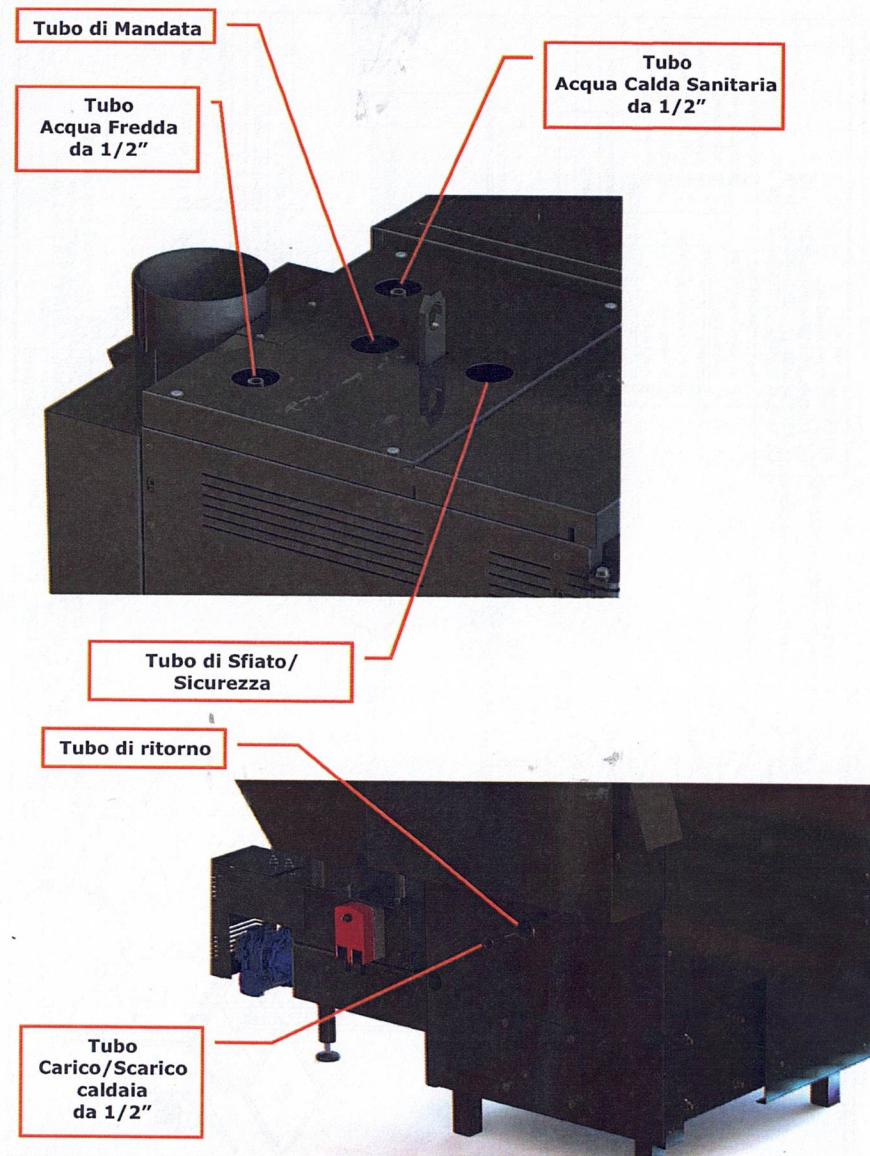 Tubo di Mandata
Tubo
Acqua Calda Sanitaria
da 1/2”
Tubo
Acqua Fredda
da 1/2”
Tubo di Sfiato/
Sicurezza
Tubo di ritorno
Tubo
Carico/Scarico
caldaia
da 1/2”